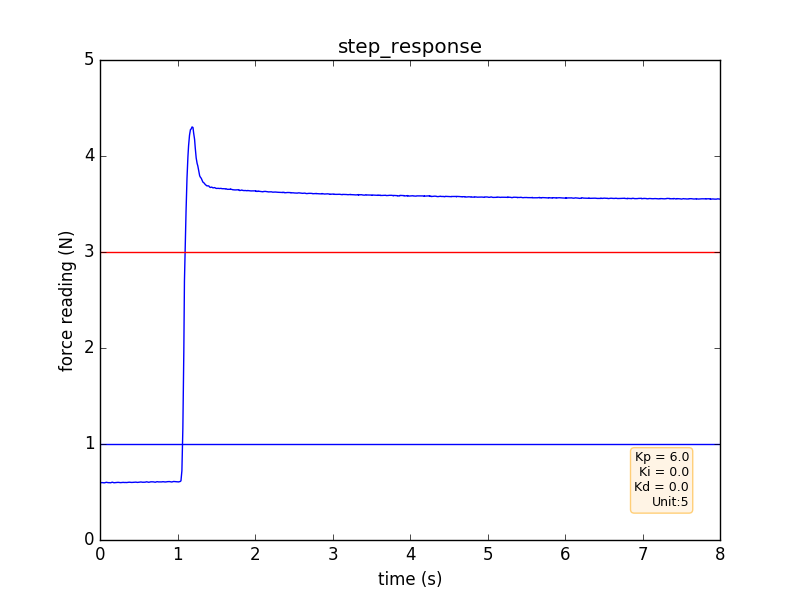 step_response
force reading (N)
5
4
3
2
1
0
Kp = 6.0
Ki = 0.0
Kd = 0.0
Unit:5
0 1 2 3 4 5 6 7 8
time (s)